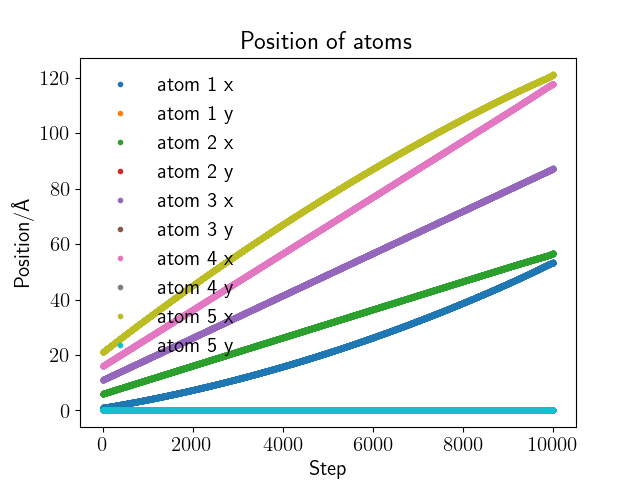 Position of atoms
Position/Å
120
100
80
60
40
20
0
atom 1 x
atom 1 y
atom 2 x
atom 2 y
atom 3 x
atom 3 y
atom 4 x
atom 4 y
atom 5 x
atom 5 y
0 2000 4000 6000 8000 10000
Step